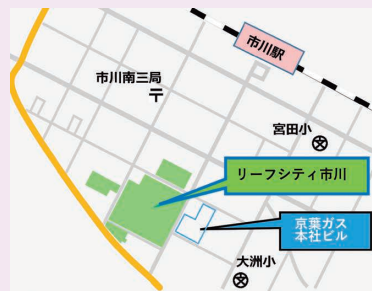 市川駅
市川南三局
宮田小
リーフシティ市川
京葉ガス
本社ビル
大洲小